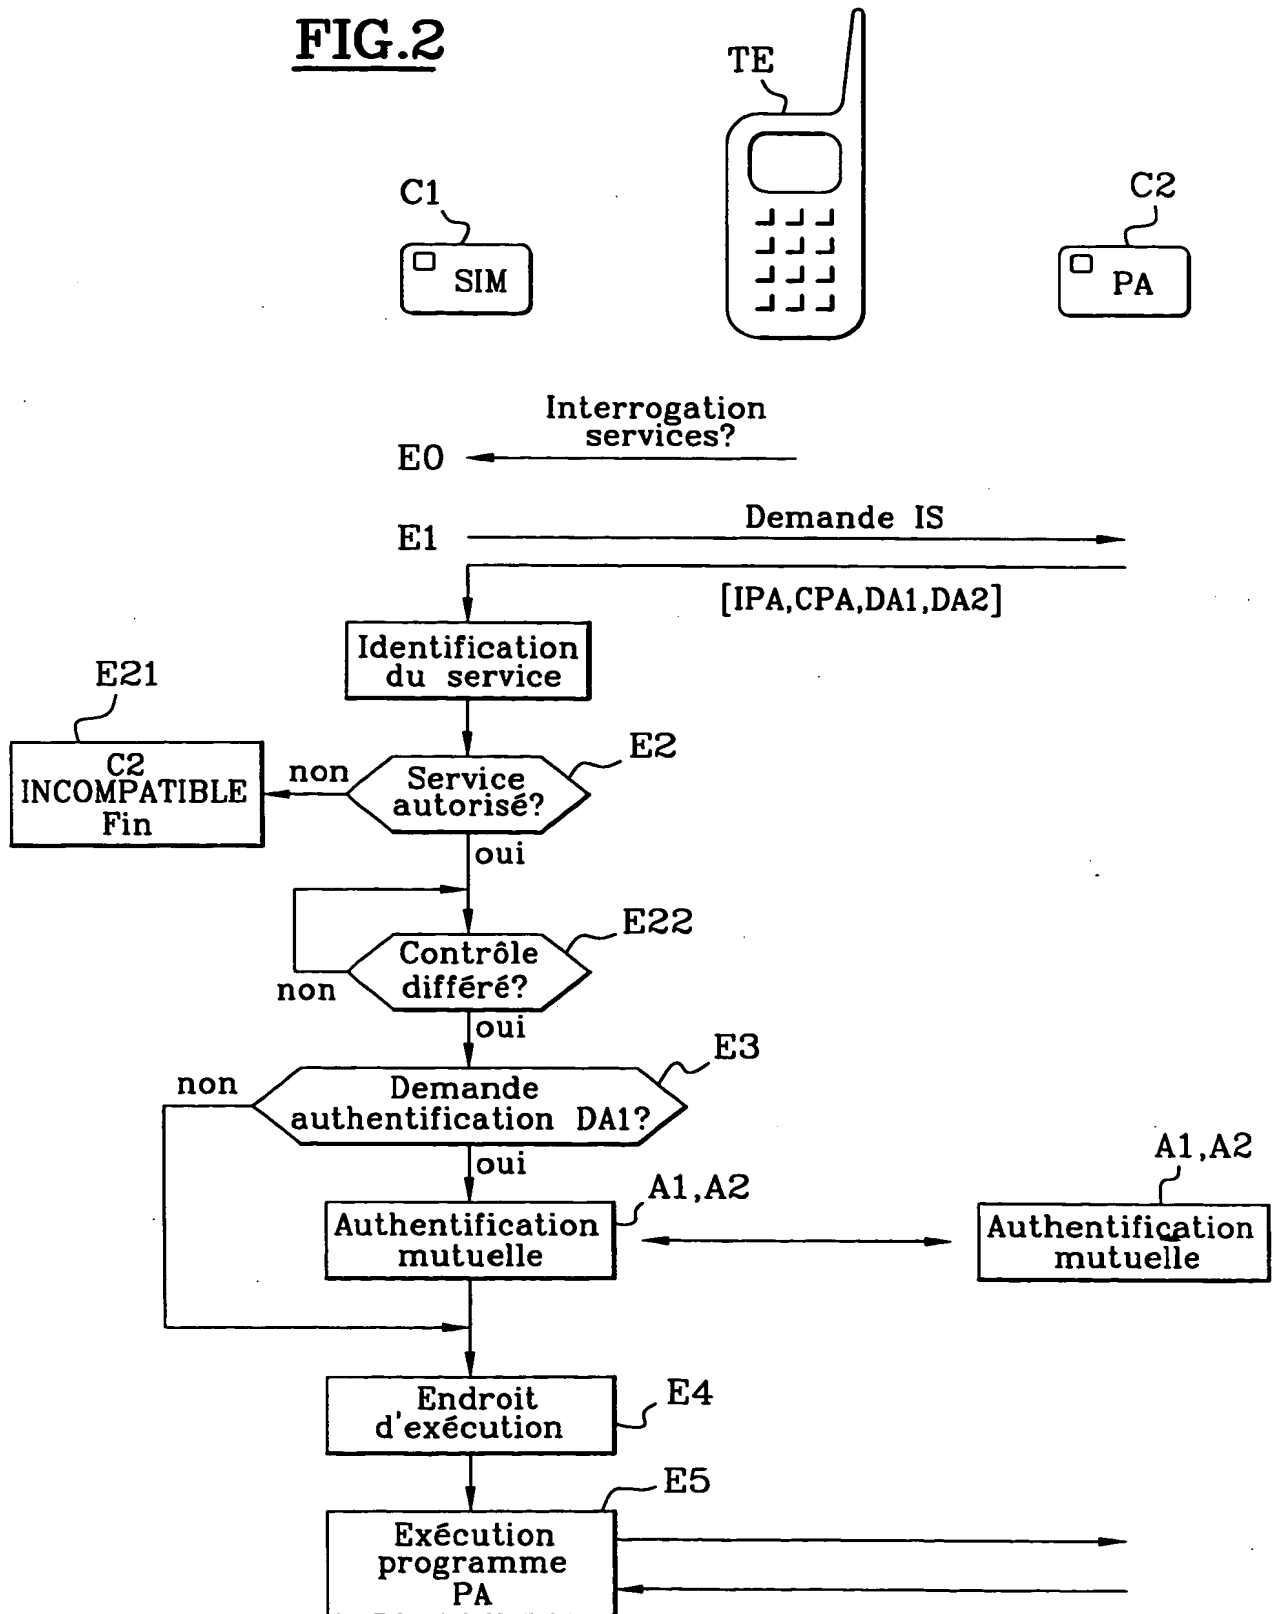 FIG.2
TE
C1
C2
SIM
PA
Interrogation
services?
E0
Demande IS
E1
[IPA,CPA,DA1,DA2]
Identification
du service
E21
E2
C2
INCOMPATIBLE
Fin
non
Service
autorisé?
oui
E22
Contrôle
différé?
non
oui
E3
non
Demande
authentification DA1?
oui
A1,A2
A1,A2
Authentification
mutuelle
Authentification
mutuelle
Endroit
d'exécution
E4
E5
Exécution
programme
PA